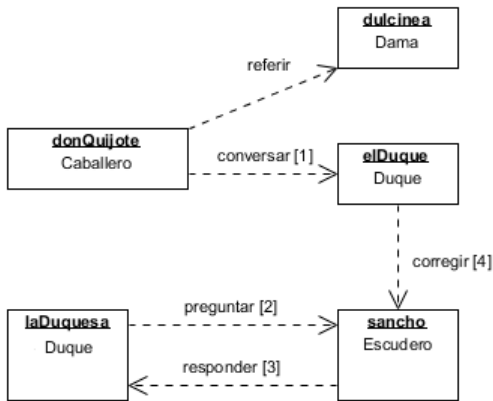 dulcinea
Dama
referir
donQuijote
Caballero
conversar [1]
elDuque
Duque
corregir [4]
preguntar [2]
laDuquesa
Duque
sancho
Escudero
responder [3]